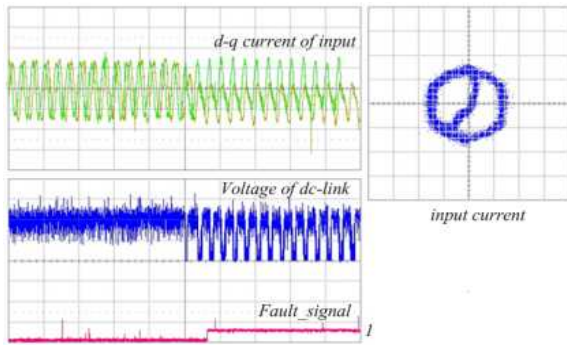 d-q current of input
Voltage of dc-link
input current
Fault_signal
1